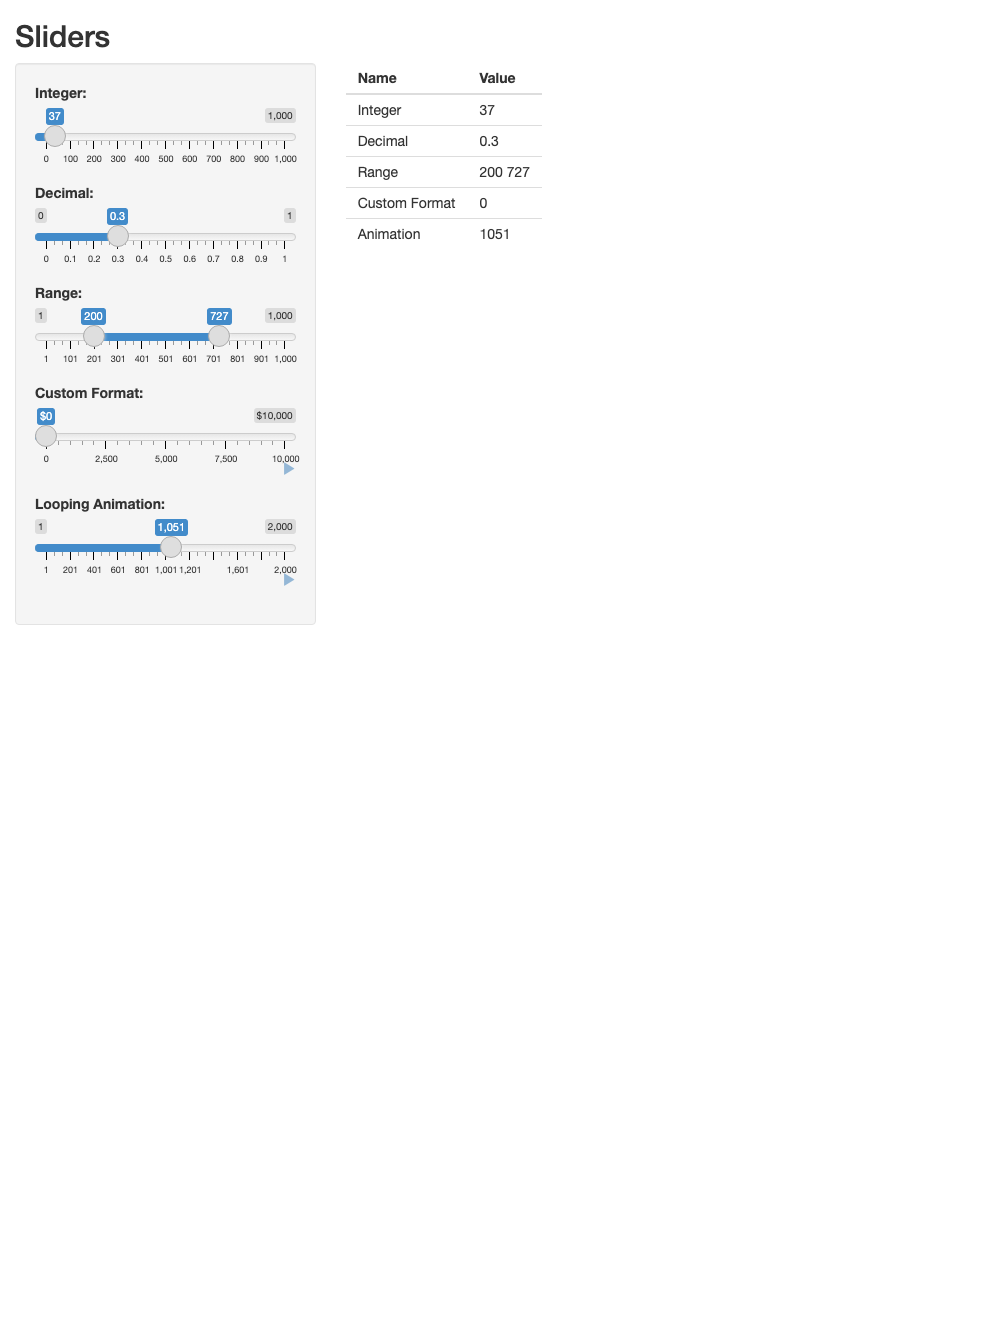 Sliders
Integer:
37 1,000
0 100 200 300 400 500 600 700 800 900 1,000
Decimal:
0 0.3 1
0 0.1 0.2 0.3 0.4 0.5 0.6 0.7 0.8 0.9 1
Range:
1 200 727 1,000
1 101 201 301 401 501 601 701 801 901 1,000
Custom Format:
$0 $10,000
0 2,500 5,000 7,500 10,000
Looping Animation:
1 1,051 2,000
1 201 401 601 801 1,001 1,201 1,601 2,000
Name Value
Integer 37
Decimal 0.3
Range 200 727
Custom Format 0
Animation 1051